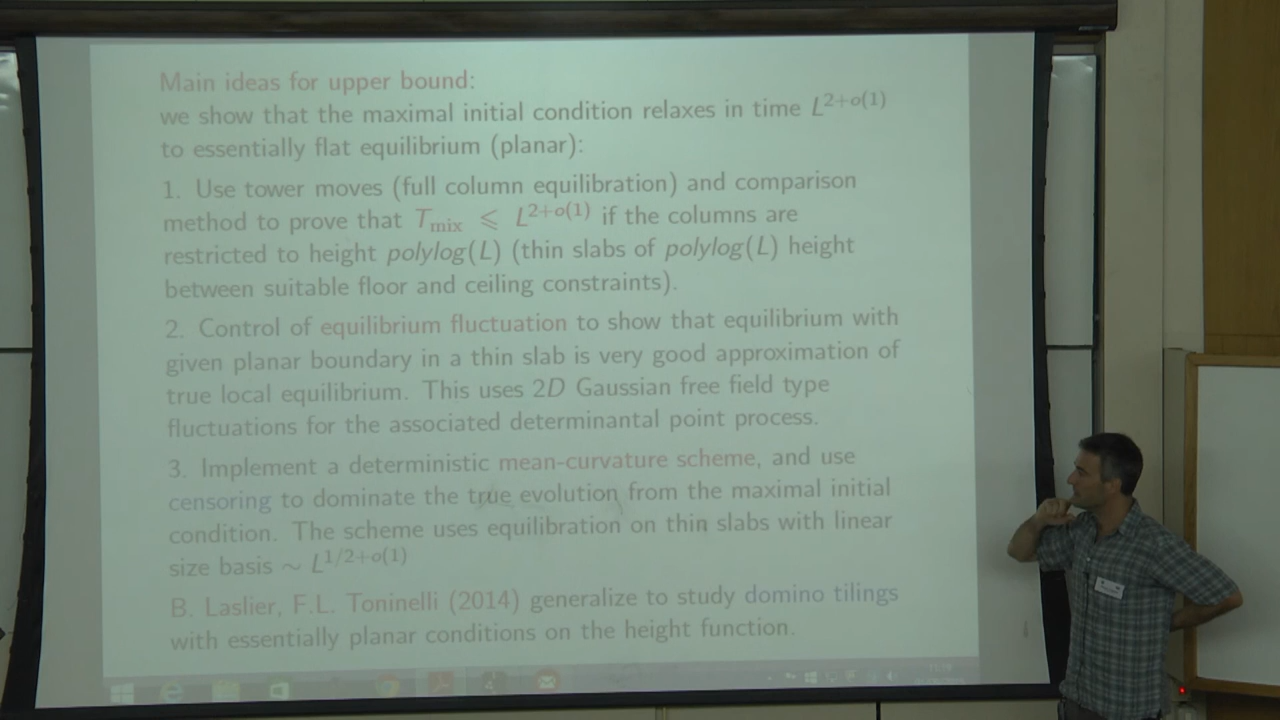 Main ideas for upper bound:
we show that the maximal initial condition relaxes in time L^{2+o(1)}
to essentially flat equilibrium (planar):
1. Use tower moves (full column equilibration) and comparison
method to prove that T_{mix} ⩽ L^{2+o(1)} if the columns are
restricted to height polylog(L) (thin slabs of polylog(L) height
between suitable floor and ceiling constraints).
2. Control of equilibrium fluctuation to show that equilibrium with
given planar boundary in a thin slab is very good approximation of
true local equilibrium. This uses 2D Gaussian free field type
fluctuations for the associated determinantal point process.
3. Implement a deterministic mean-curvature scheme, and use
censoring to dominate the true evolution from the maximal initial
condition. The scheme uses equilibration on thin slabs with linear
size basis ∼ L^{1/2+o(1)}
B. Laslier, F.L. Toninelli (2014) generalize to study domino tilings
with essentially planar conditions on the height function.